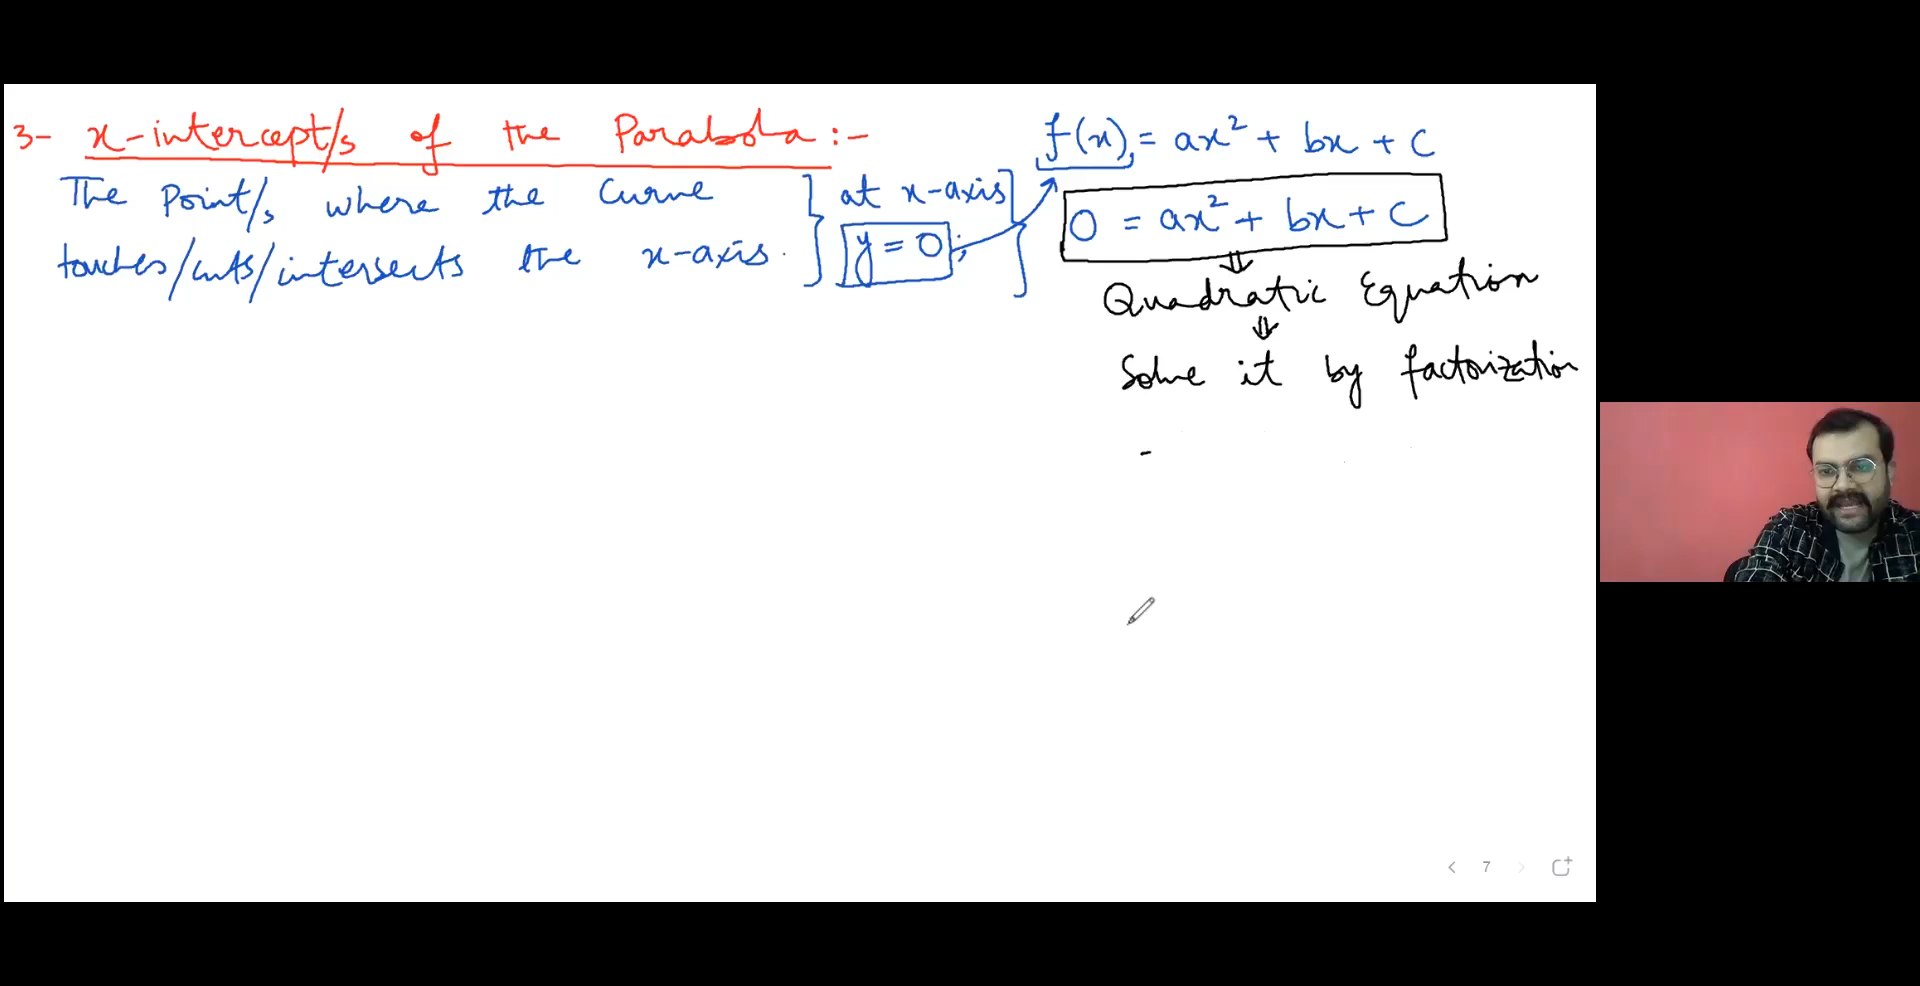 3- x-intercept/s of the Parabola :-
The Point/s where the Curve
touches/cuts/intersects the x-axis.
at x-axis
y = 0;
f(x) = ax² + bx + c
0 = ax² + bx + c
⇓
Quadratic Equation
⇓
Solve it by factorization
-
7